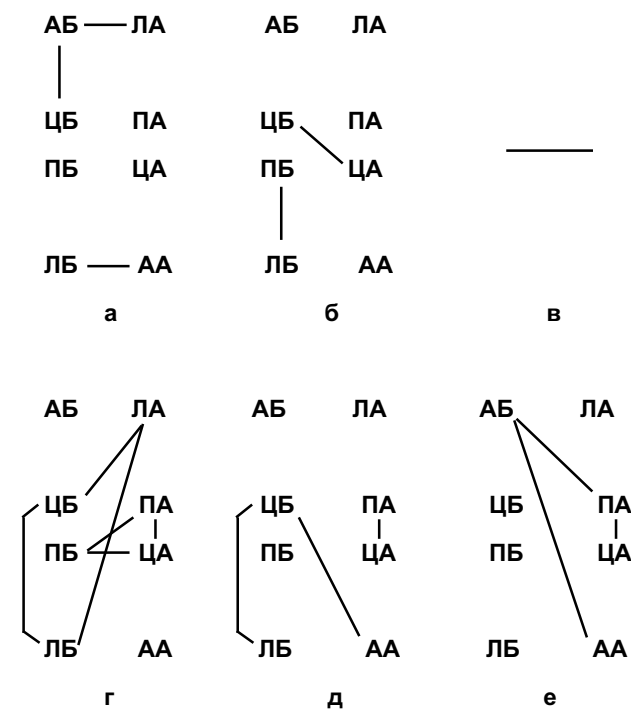 АБ ЛА АБ ЛА
ЦБ ПА ЦБ ПА
ПБ ЦА ПБ ЦА
ЛБ АА ЛБ АА
а б в
АБ ЛА АБ ЛА АБ ЛА
ЦБ ПА ЦБ ПА ЦБ ПА
ПБ ЦА ПБ ЦА ПБ ЦА
ЛБ АА ЛБ АА ЛБ АА
г д е